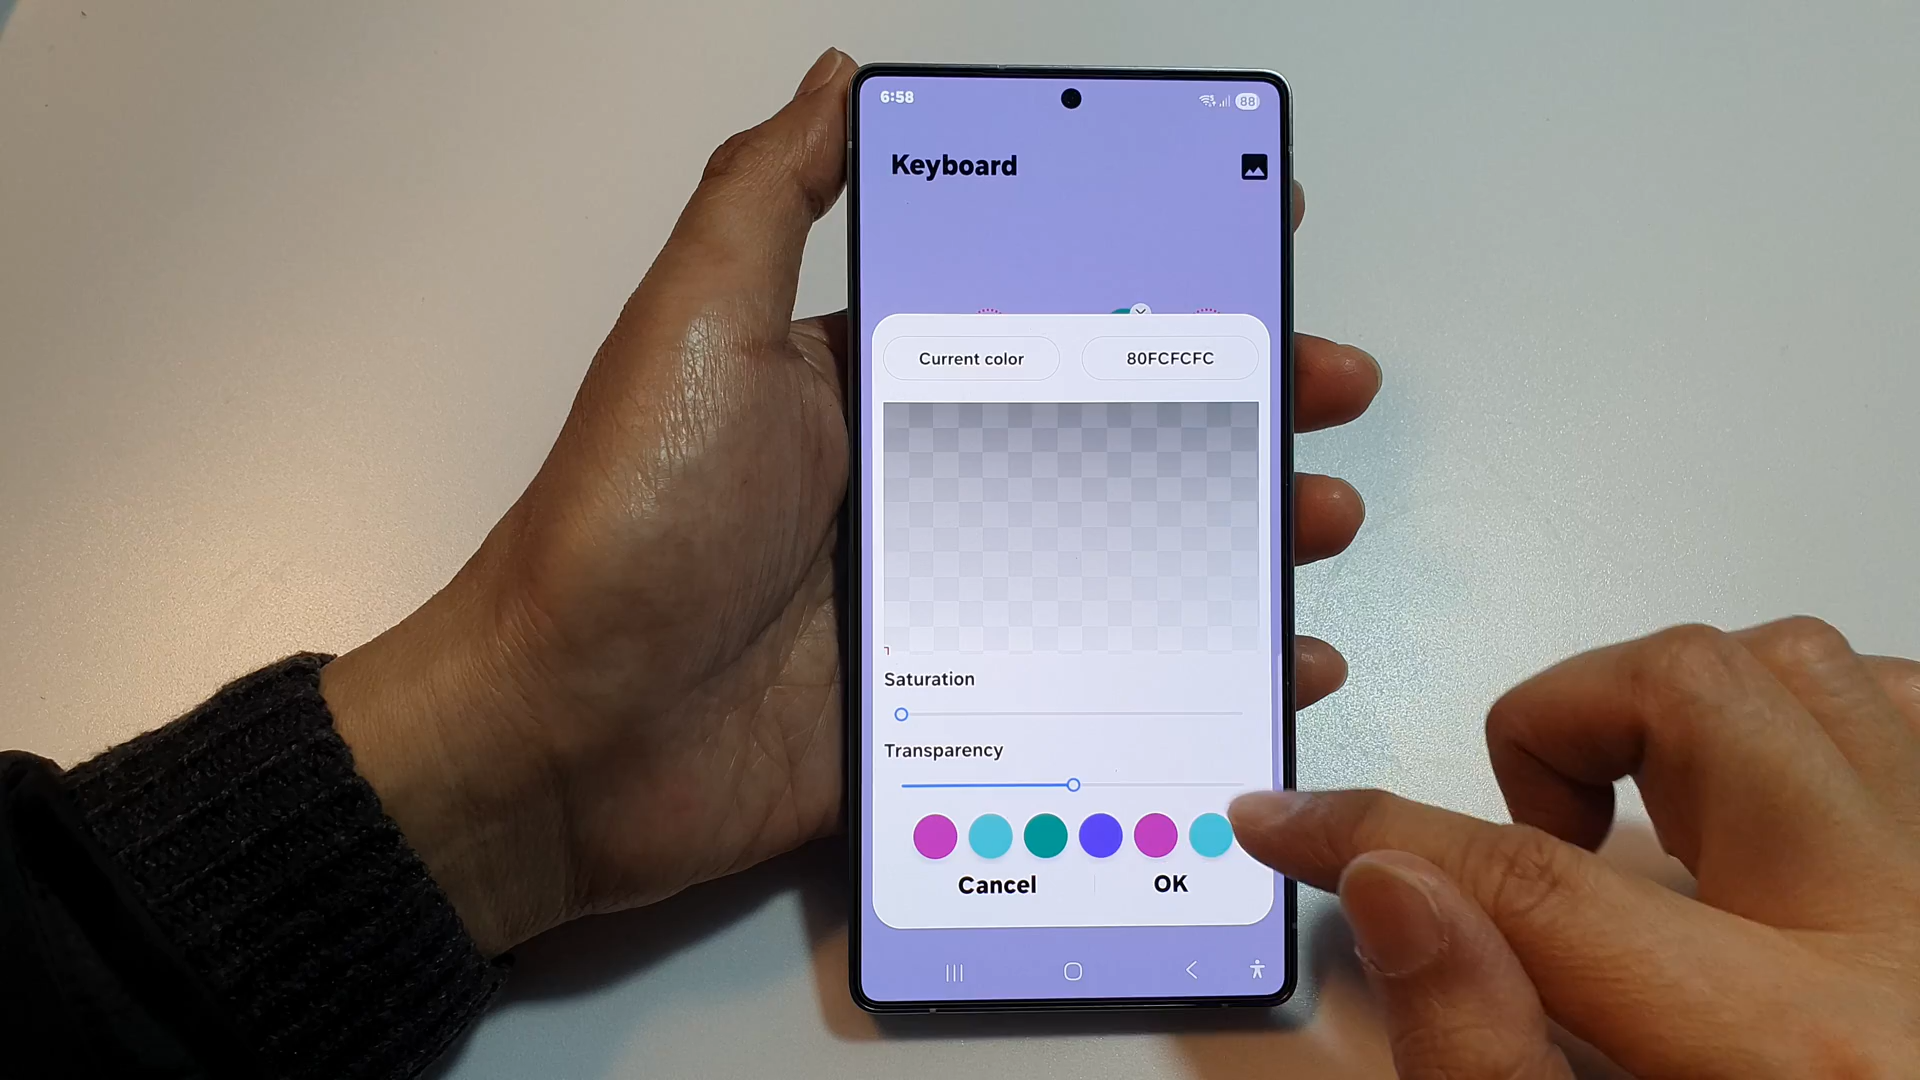 6:58
88
Keyboard
Current color
80FCFCFC
Saturation
Transparency
Cancel
OK